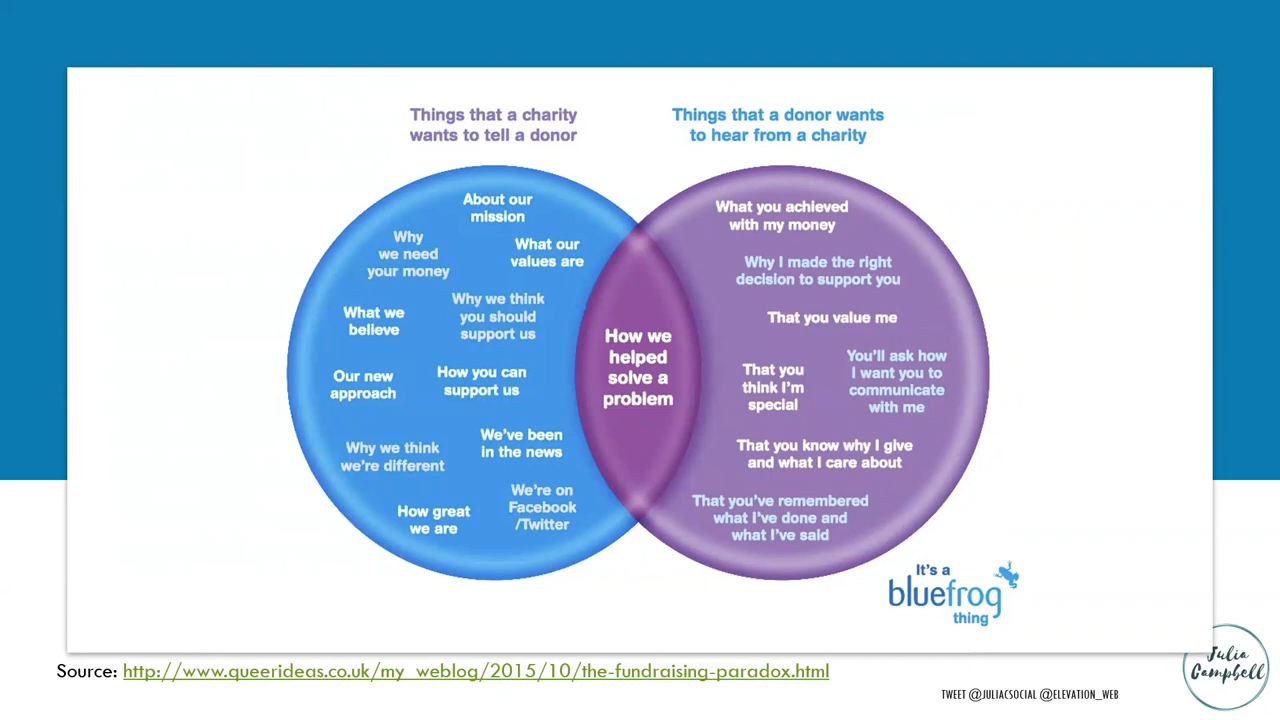 Things that a charity
wants to tell a donor
Things that a donor wants
to hear from a charity
About our
mission
Why
we need
your money
What our
values are
What we
believe
Why we think
you should
support us
Our new
approach
How you can
support us
Why we think
we're different
We've been
in the news
How great
we are
We're on
Facebook
/Twitter
How we
helped
solve a
problem
What you achieved
with my money
Why I made the right
decision to support you
That you value me
That you
think I'm
special
You'll ask how
I want you to
communicate
with me
That you know why I give
and what I care about
That you've remembered
what I've done and
what I've said
It's a
bluefrog
thing
Source: http://www.queerideas.co.uk/my_weblog/2015/10/the-fundraising-paradox.html
TWEET @JULIACSOCIAL @ELEVATION_WEB
Julia
Campbell